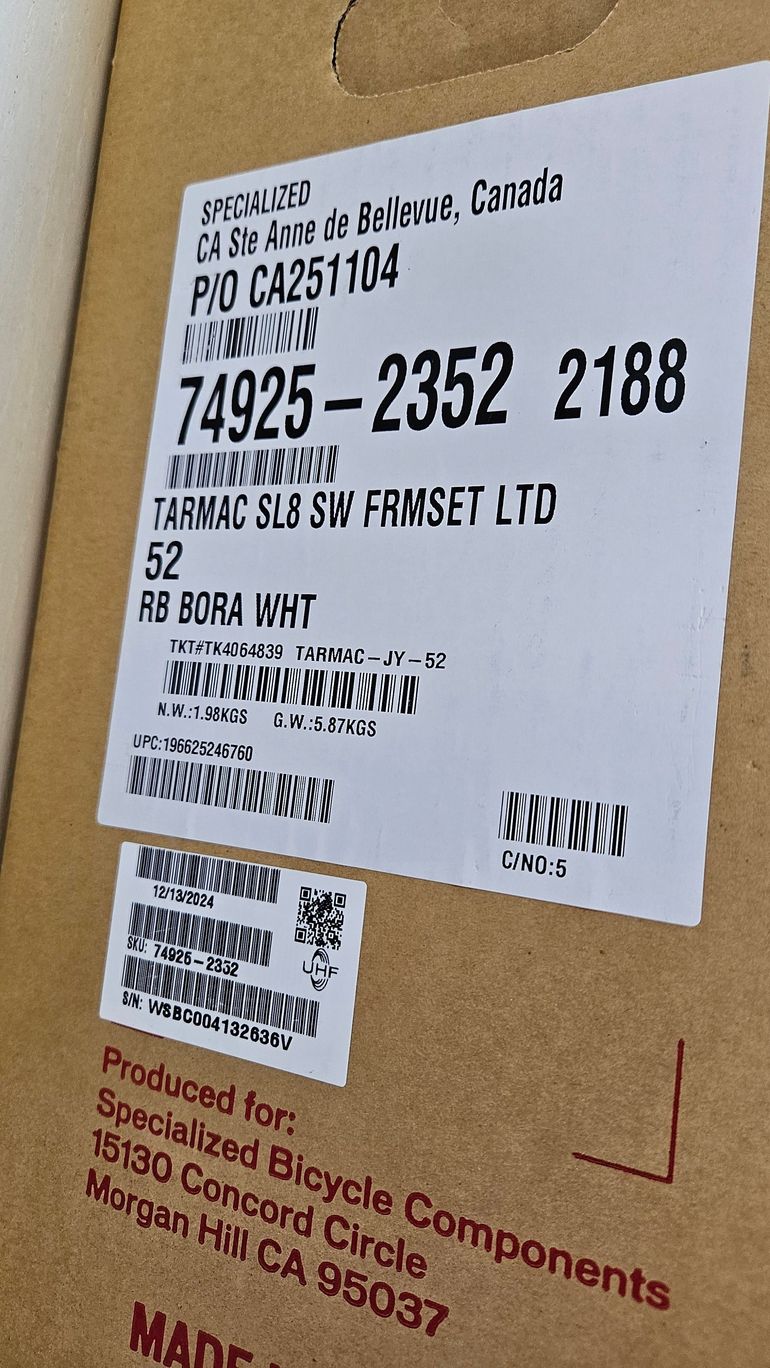 SPECIALIZED
CA Ste Anne de Bellevue, Canada
P/O CA251104
74925-2352 2188
TARMAC SL8 SW FRMSET LTD
52
RB BORA WHT
TKT#TK4064839 TARMAC-JY-52
N.W.:1.98KGS G.W.:5.87KGS
UPC:196625246760
C/NO:5
12/13/2024
SKU: 74925-2352
UHF
S/N: WSBC004132636V
Produced for:
Specialized Bicycle Components
15130 Concord Circle
Morgan Hill CA 95037
MADE